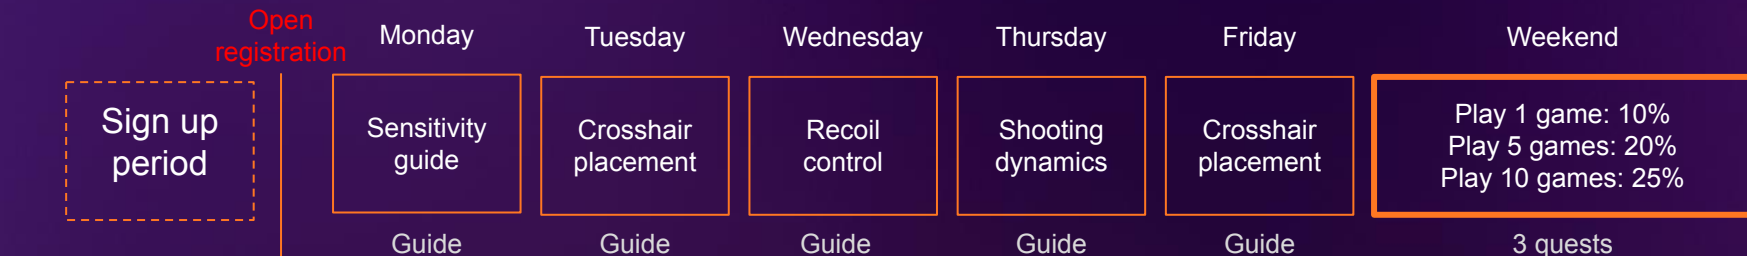 Open
registration
Monday
Tuesday
Wednesday
Thursday
Friday
Weekend
Sign up
period
Sensitivity
guide
Crosshair
placement
Recoil
control
Shooting
dynamics
Crosshair
placement
Play 1 game: 10%
Play 5 games: 20%
Play 10 games: 25%
Guide
Guide
Guide
Guide
Guide
3 quests